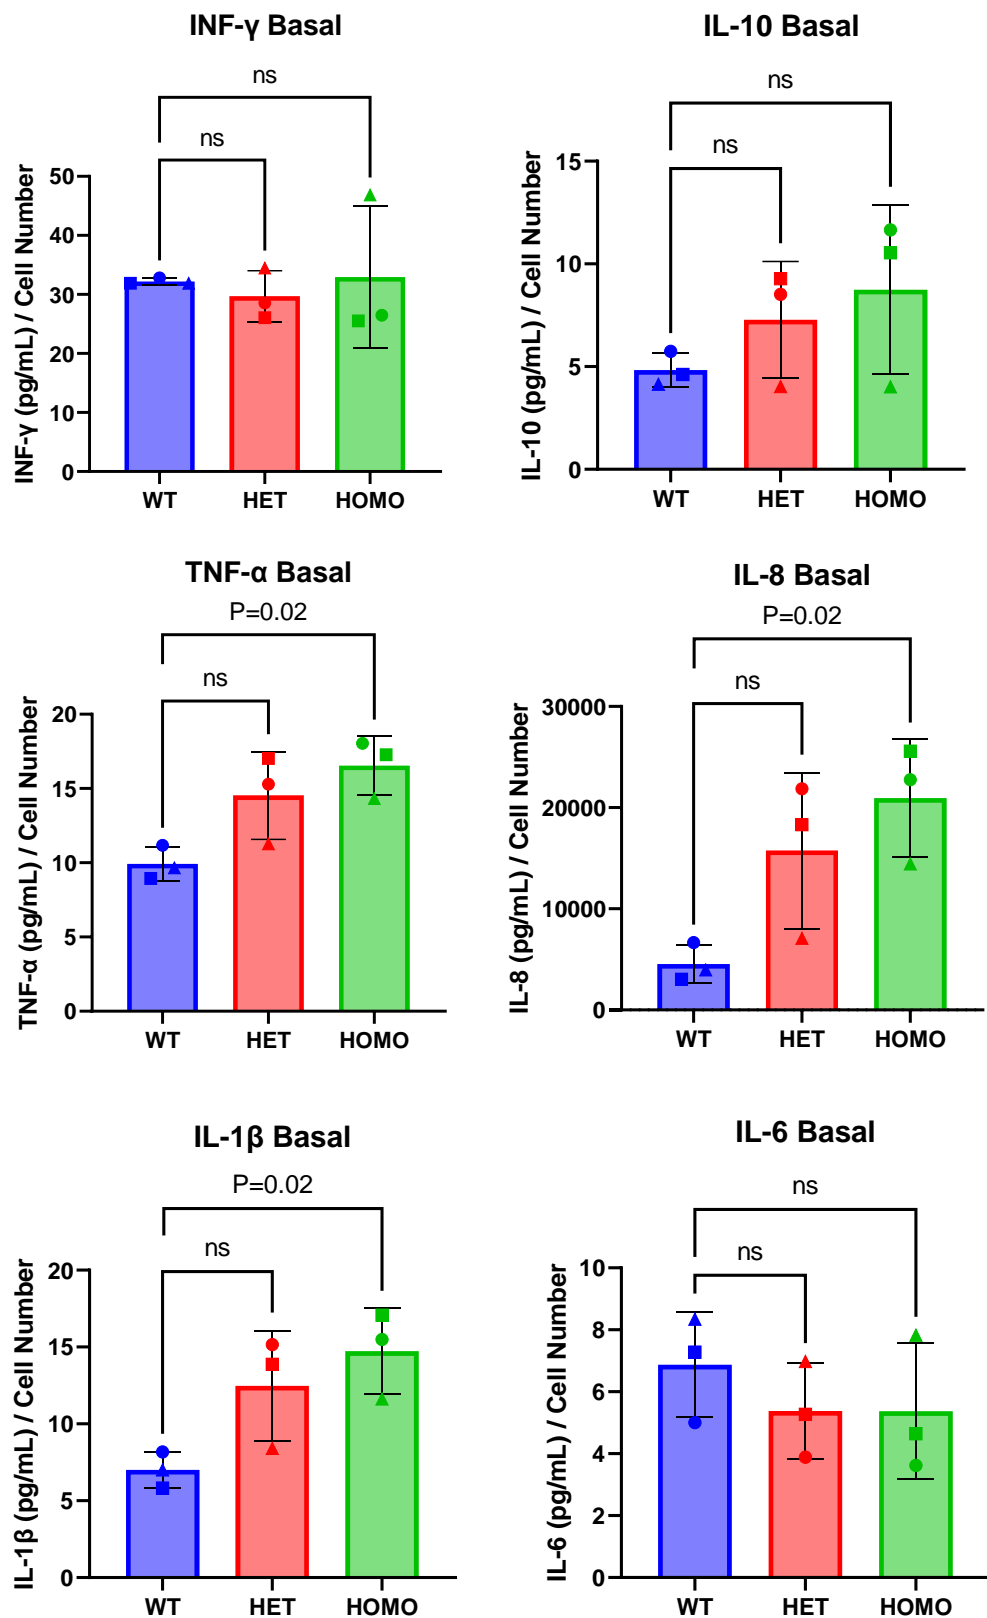 INF-γ Basal
ns
ns
INF-γ (pg/mL) / Cell Number
50
40
30
20
10
0
WT HET HOMO
IL-10 Basal
ns
ns
IL-10 (pg/mL) / Cell Number
15
10
5
0
WT HET HOMO
TNF-α Basal
P=0.02
ns
TNF-α (pg/mL) / Cell Number
20
15
10
5
0
WT HET HOMO
IL-8 Basal
P=0.02
ns
IL-8 (pg/mL) / Cell Number
30000
20000
10000
0
WT HET HOMO
IL-1β Basal
P=0.02
ns
IL-1β (pg/mL) / Cell Number
20
15
10
5
0
WT HET HOMO
IL-6 Basal
ns
ns
IL-6 (pg/mL) / Cell Number
10
8
6
4
2
0
WT HET HOMO